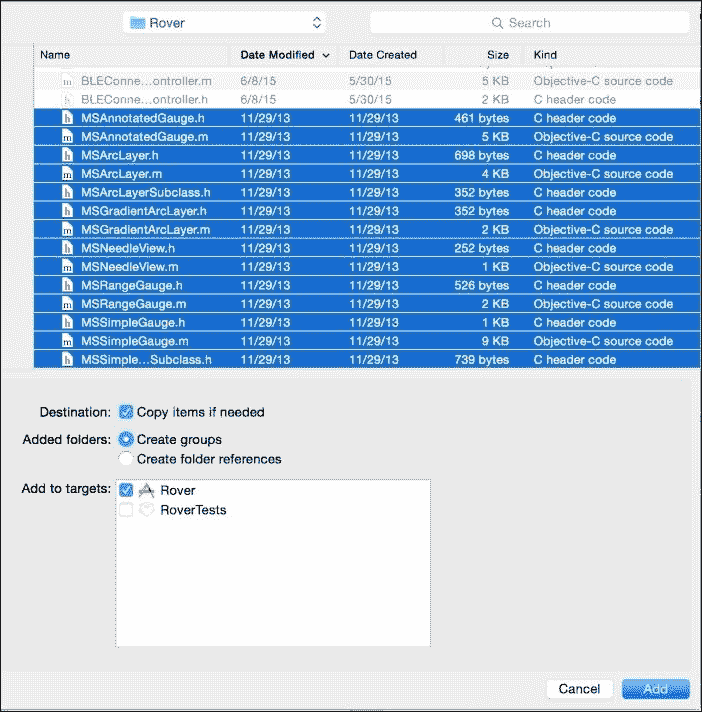 Rover
Search
Name Date Modified Date Created Size Kind
BLEConne...ontroller.m 6/8/15 5/30/15 5 KB Objective-C source code
BLEConne...ontroller.h 6/8/15 5/30/15 2 KB C header code
h MSAnnotatedGauge.h 11/29/13 11/29/13 461 bytes C header code
m MSAnnotatedGauge.m 11/29/13 11/29/13 5 KB Objective-C source code
h MSArcLayer.h 11/29/13 11/29/13 698 bytes C header code
m MSArcLayer.m 11/29/13 11/29/13 4 KB Objective-C source code
h MSArcLayerSubclass.h 11/29/13 11/29/13 352 bytes C header code
h MSGradientArcLayer.h 11/29/13 11/29/13 352 bytes C header code
m MSGradientArcLayer.m 11/29/13 11/29/13 2 KB Objective-C source code
h MSNeedleView.h 11/29/13 11/29/13 252 bytes C header code
m MSNeedleView.m 11/29/13 11/29/13 1 KB Objective-C source code
h MSRangeGauge.h 11/29/13 11/29/13 526 bytes C header code
m MSRangeGauge.m 11/29/13 11/29/13 2 KB Objective-C source code
h MSSimpleGauge.h 11/29/13 11/29/13 1 KB C header code
m MSSimpleGauge.m 11/29/13 11/29/13 9 KB Objective-C source code
h MSSimple...Subclass.h 11/29/13 11/29/13 739 bytes C header code
Destination: Copy items if needed
Added folders: Create groups
Create folder references
Add to targets: Rover
RoverTests
Cancel Add